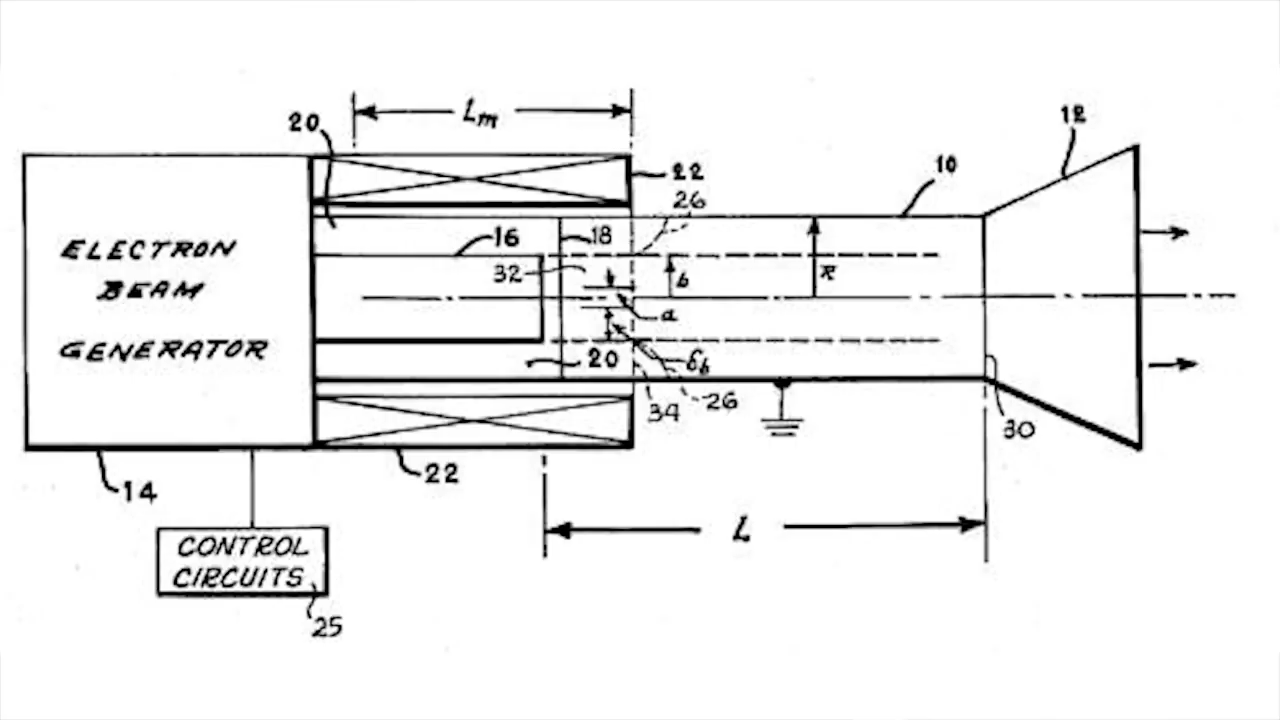 Lm
20
12
22
10
26
ELECTRON
BEAM
GENERATOR
16
18
32
b
R
a
20
δb
34
26
30
14
22
L
CONTROL
CIRCUITS
25